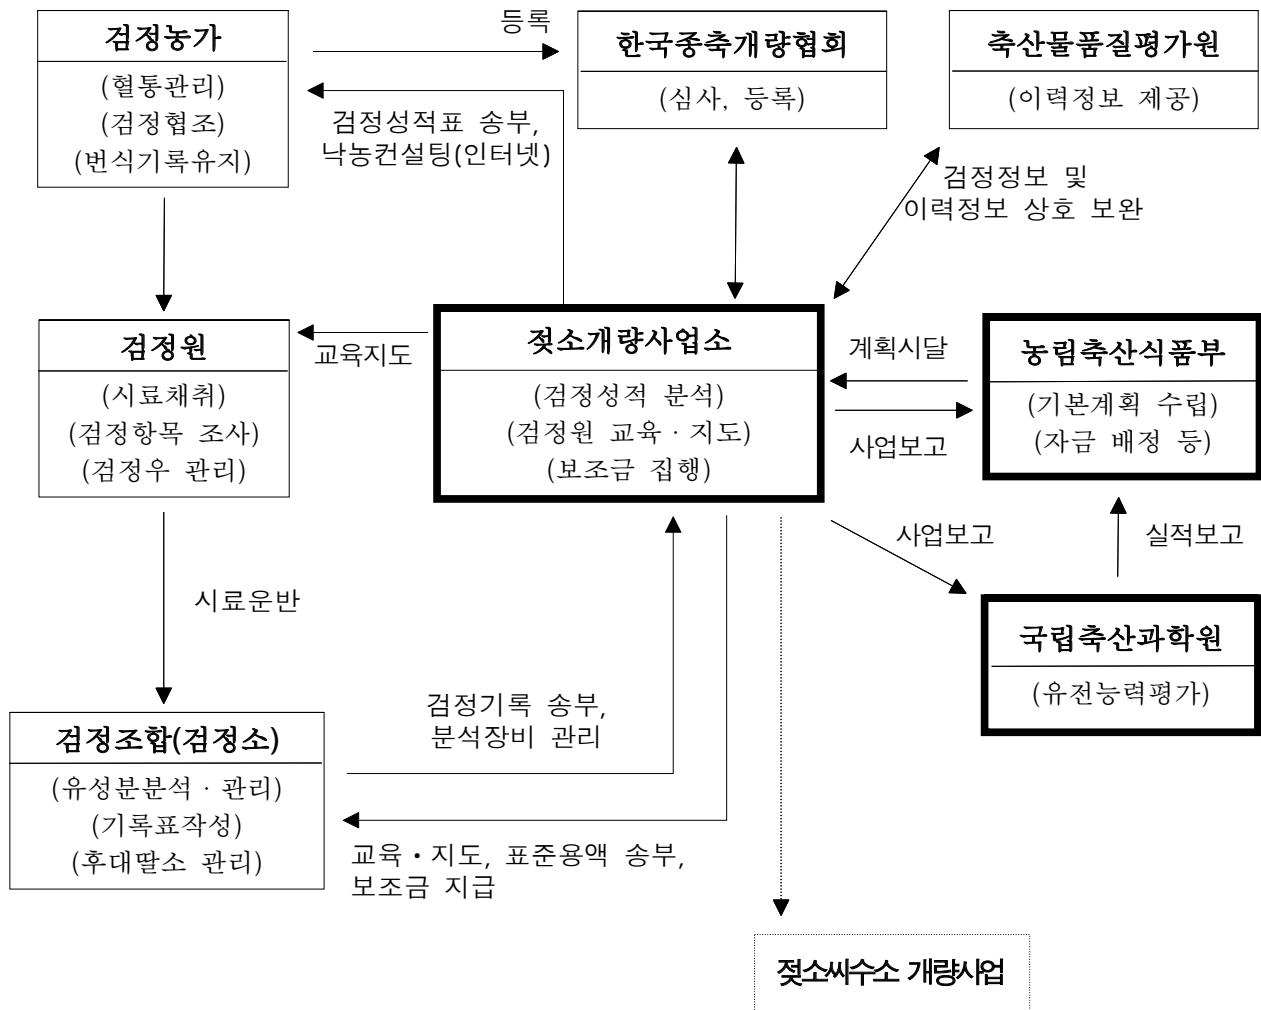 검정농가
(혈통관리)
(검정협조)
(번식기록유지)
등록
한국종축개량협회
(심사, 등록)
축산물품질평가원
(이력정보 제공)
검정성적표 송부,
낙농컨설팅(인터넷)
검정정보 및
이력정보 상호 보완
검정원
(시료채취)
(검정항목 조사)
(검정우 관리)
교육지도
젖소개량사업소
(검정성적 분석)
(검정원 교육 · 지도)
(보조금 집행)
계획시달
사업보고
농림축산식품부
(기본계획 수립)
(자금 배정 등)
사업보고
실적보고
시료운반
국립축산과학원
(유전능력평가)
검정기록 송부,
분석장비 관리
검정조합(검정소)
(유성분분석 · 관리)
(기록표작성)
(후대딸소 관리)
교육 • 지도, 표준용액 송부,
보조금 지급
젖소씨수소 개량사업